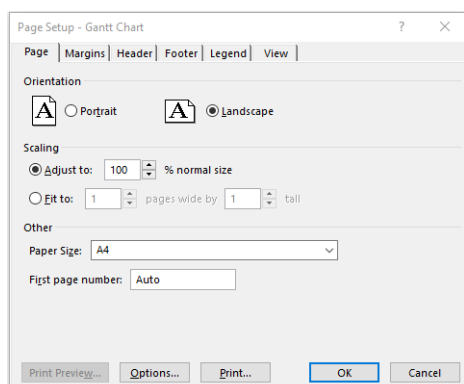 Page Setup - Gantt Chart ? ×
Page Margins Header Footer Legend View
Orientation
A Portrait A Landscape
Scaling
Adjust to: 100 % normal size
Fit to: 1 pages wide by 1 tall
Other
Paper Size: A4
First page number: Auto
Print Preview... Options... Print... OK Cancel